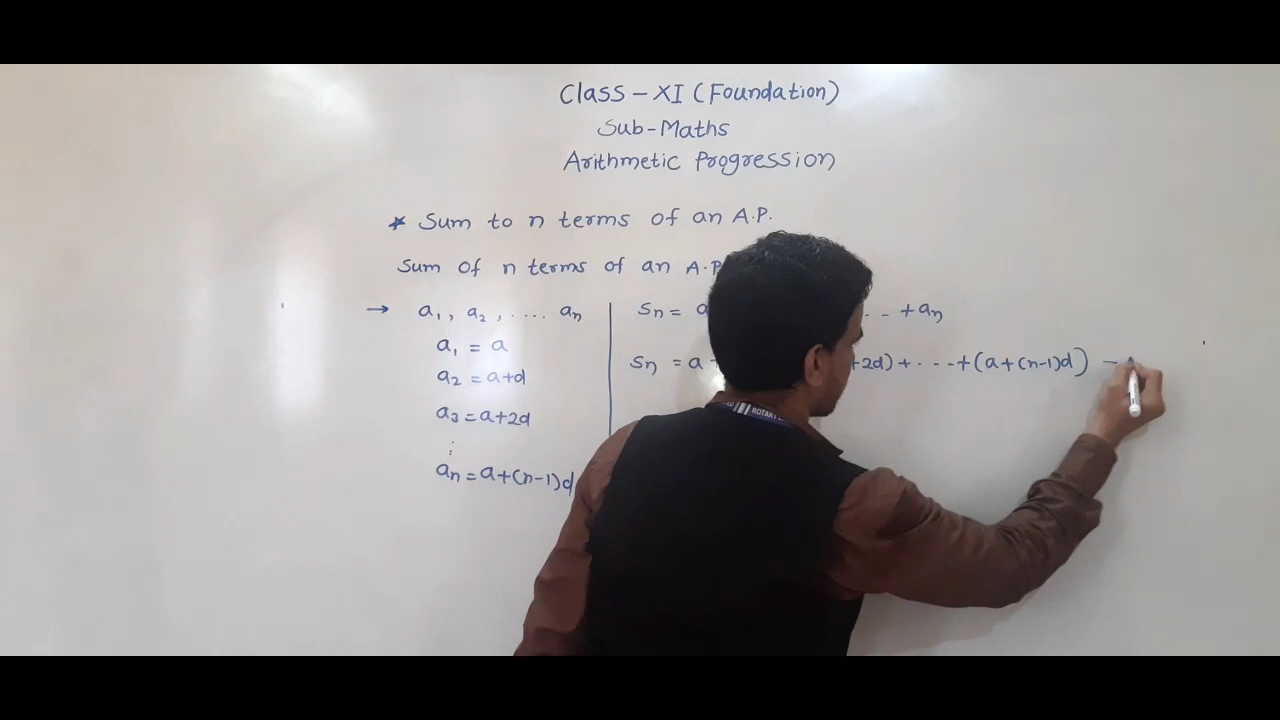 Class - XI (Foundation)
Sub-Maths
Arithmetic Progression
* Sum to n terms of an A.P.
Sum of n terms of an A.P
→ a₁, a₂, .... aₙ
a₁ = a
a₂ = a+d
a₃ = a+2d
⋮
aₙ = a+(n-1)d
Sₙ = a .. +aₙ
Sₙ = a +2d) + ....+(a+(n-1)d) -
ROTAR